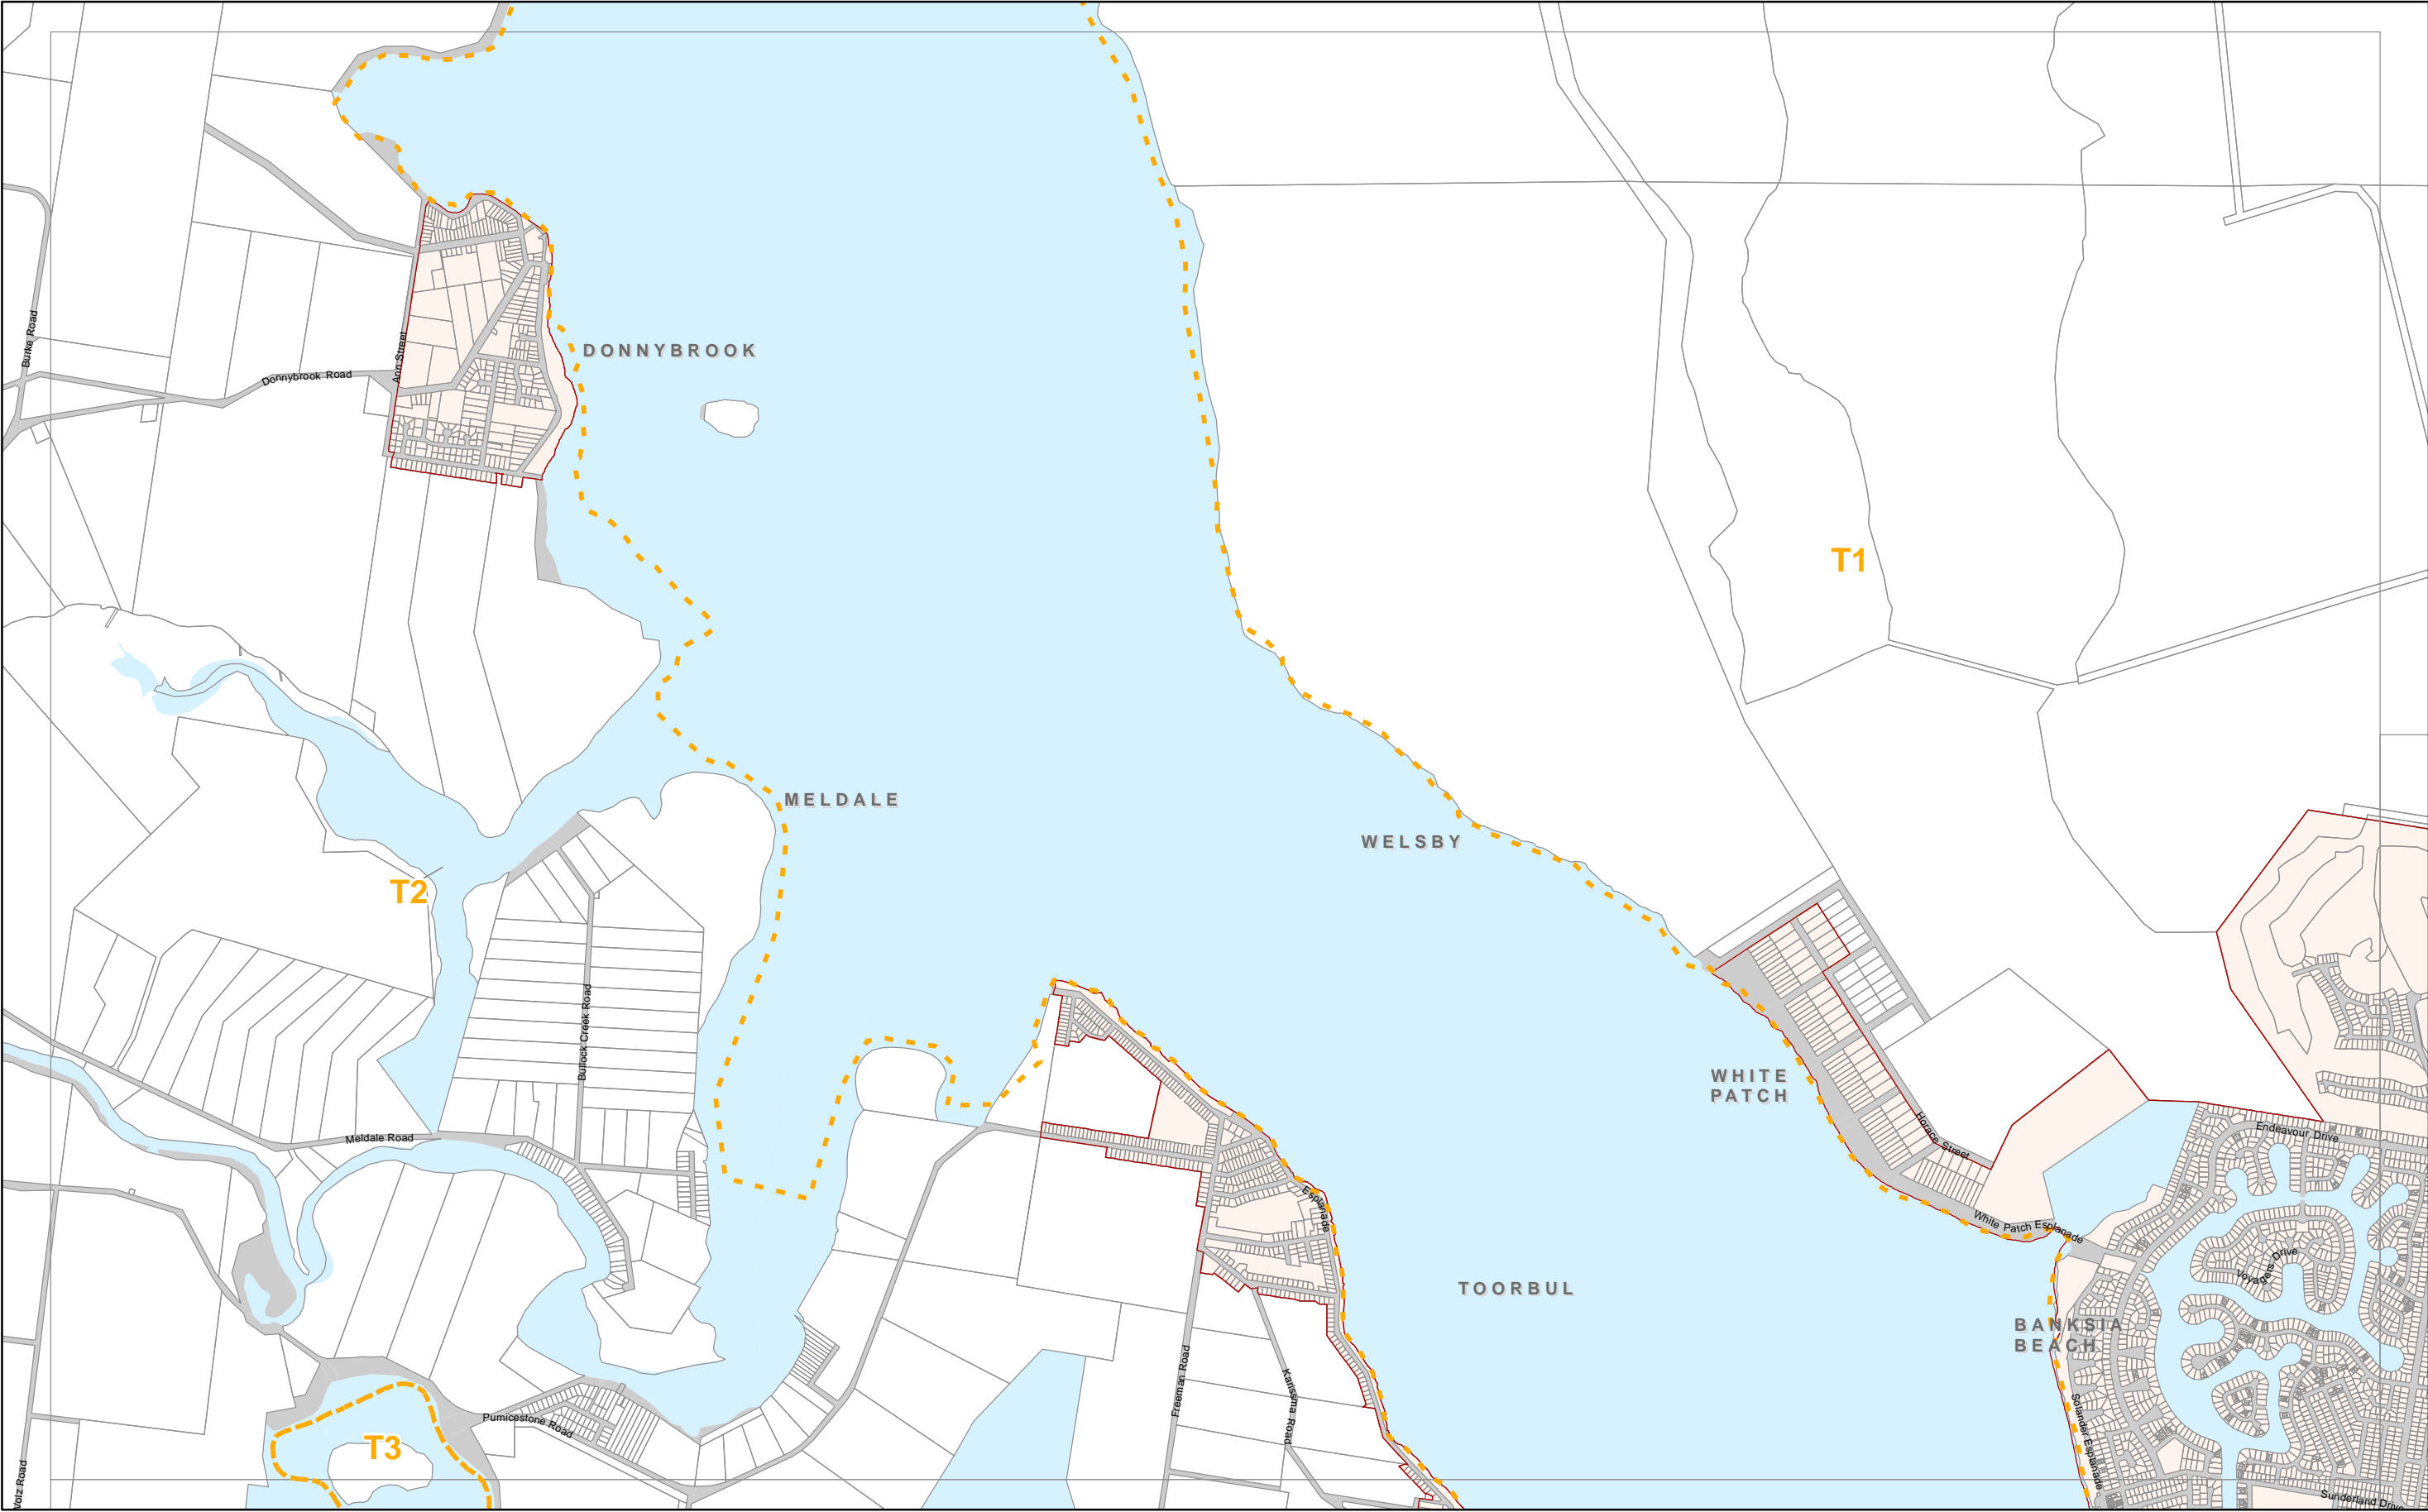 DONNYBROOK
Burke Road
Ann Street
Donnybrook Road
T1
MELDALE
WELSBY
T2
Bullock Creek Road
WHITE
PATCH
Horace Street
Endeavour Drive
Meldale Road
Esplanade
White Patch Esplanade
Voyagers Drive
TOORBUL
BANKSIA
BEACH
Freeman Road
Karissma Road
Solander Esplanade
Pumicestone Road
T3
Volz Road
Sunderland Drive